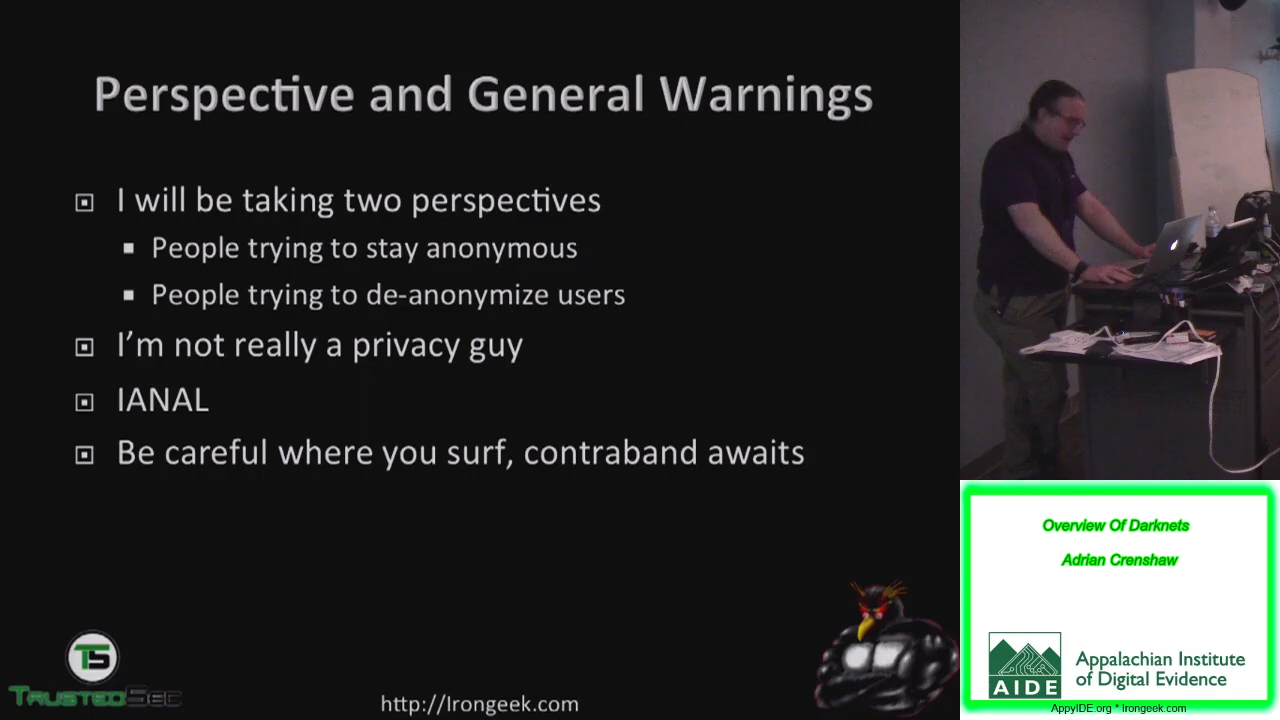 Perspective and General Warnings
I will be taking two perspectives
People trying to stay anonymous
People trying to de-anonymize users
I'm not really a privacy guy
IANAL
Be careful where you surf, contraband awaits
TS
TRUSTEDSEC
http://Irongeek.com
Overview Of Darknets
Adrian Crenshaw
AIDE
Appalachian Institute
of Digital Evidence
AppyIDE.org * Irongeek.com